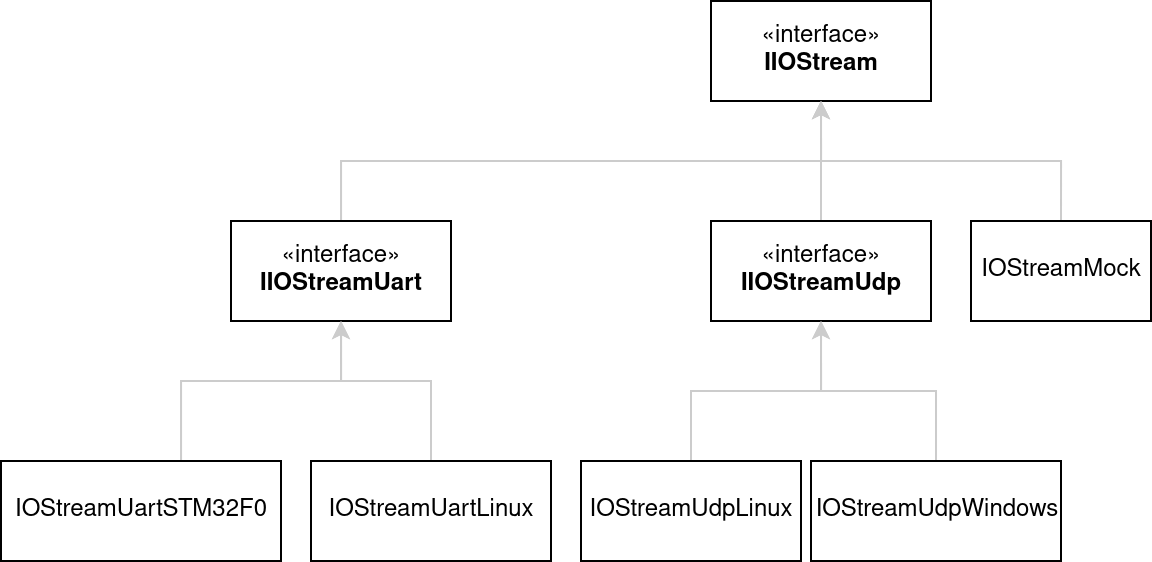 «interface»
IIOStream
«interface»
IIOStreamUart
«interface»
IIOStreamUdp
IOStreamMock
IOStreamUartSTM32F0
IOStreamUartLinux
IOStreamUdpLinux
IOStreamUdpWindows